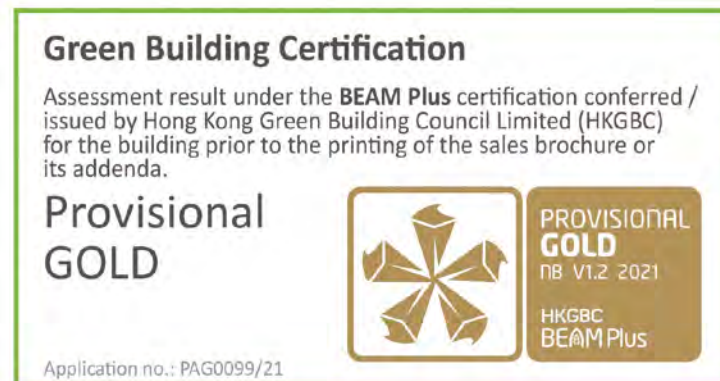 Green Building Certification
Assessment result under the BEAM Plus certification conferred /
issued by Hong Kong Green Building Council Limited (HKGBC)
for the building prior to the printing of the sales brochure or
its addenda.
Provisional
GOLD
PROVISIONAL
GOLD
NB V1.2 2021
HKGBC
BEAM Plus
Application no.: PAG0099/21